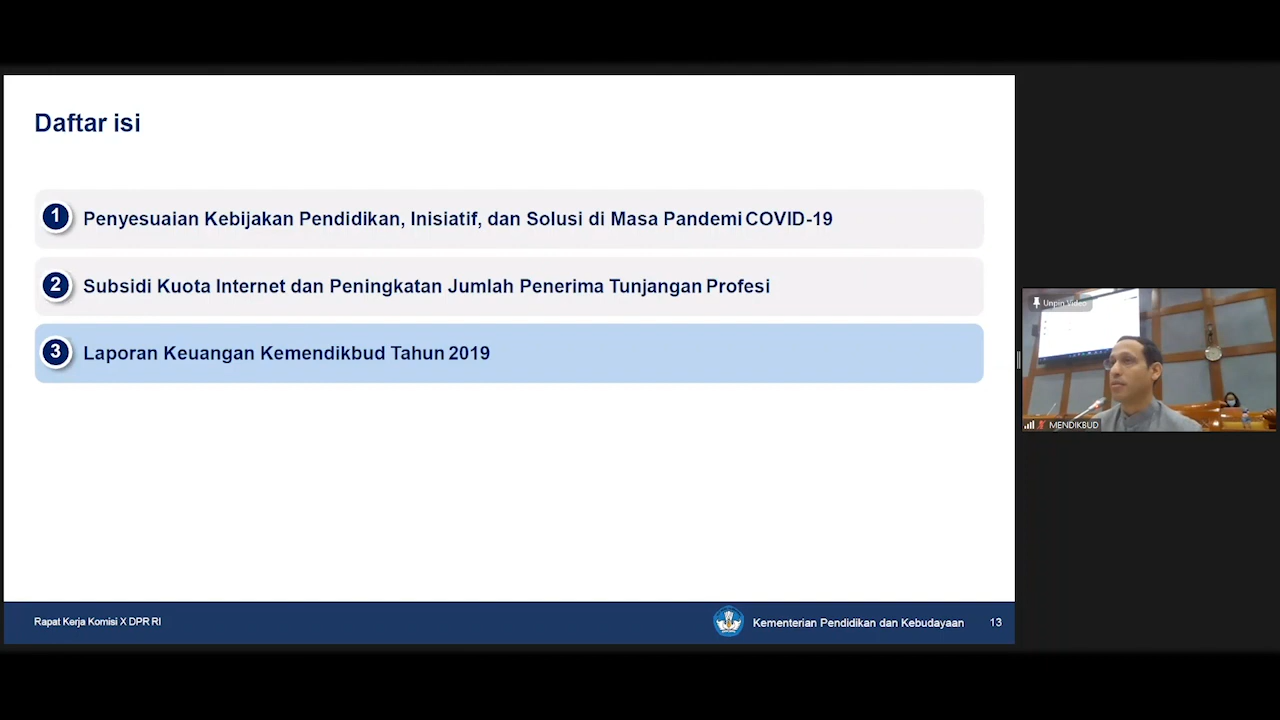 Daftar isi
1 Penyesuaian Kebijakan Pendidikan, Inisiatif, dan Solusi di Masa Pandemi COVID-19
2 Subsidi Kuota Internet dan Peningkatan Jumlah Penerima Tunjangan Profesi
3 Laporan Keuangan Kemendikbud Tahun 2019
Unpin Video
MENDIKBUD
Rapat Kerja Komisi X DPR RI
Kementerian Pendidikan dan Kebudayaan
13